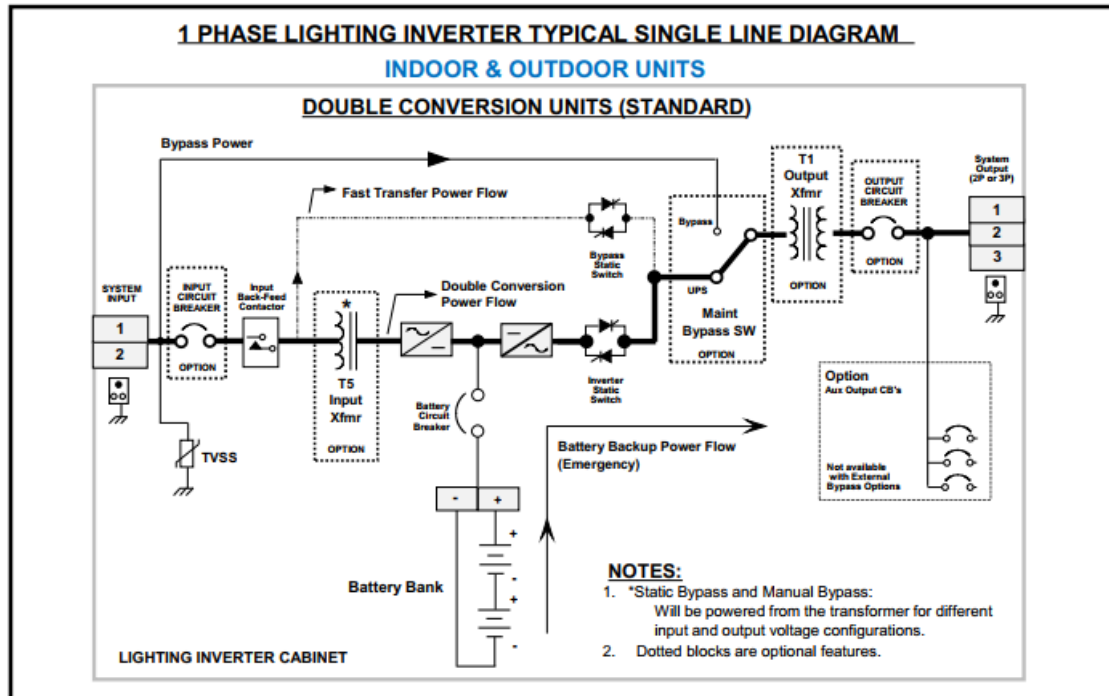 1 PHASE LIGHTING INVERTER TYPICAL SINGLE LINE DIAGRAM
INDOOR & OUTDOOR UNITS
DOUBLE CONVERSION UNITS (STANDARD)
Bypass Power
Fast Transfer Power Flow
Bypass
Static
Switch
Bypass
UPS
Maint
Bypass SW
OPTION
T1
Output
Xfmr
OPTION
OUTPUT
CIRCUIT
BREAKER
OPTION
System
Output
(2P or 3P)
1
2
3
SYSTEM
INPUT
1
2
INPUT
CIRCUIT
BREAKER
OPTION
Input
Back-Feed
Contactor
*
T5
Input
Xfmr
OPTION
Double Conversion
Power Flow
Inverter
Static
Switch
TVSS
Battery
Circuit
Breaker
- +
+
-
+
-
Battery Bank
Battery Backup Power Flow
(Emergency)
Option
Aux Output CB's
Not available
with External
Bypass Options
NOTES:
1. *Static Bypass and Manual Bypass:
Will be powered from the transformer for different
input and output voltage configurations.
2. Dotted blocks are optional features.
LIGHTING INVERTER CABINET